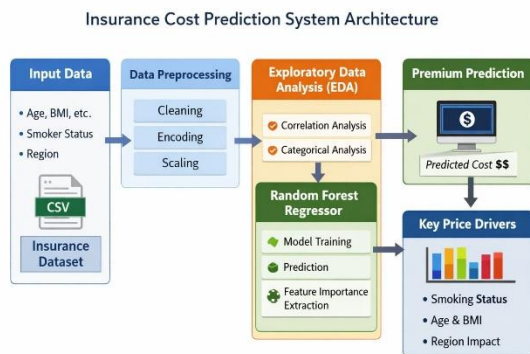 Insurance Cost Prediction System Architecture
Input Data
• Age, BMI, etc.
• Smoker Status
• Region
CSV
Insurance
Dataset
Data Preprocessing
Cleaning
Encoding
Scaling
Exploratory Data
Analysis (EDA)
Correlation Analysis
Categorical Analysis
Random Forest
Regressor
Model Training
Prediction
Feature Importance
Extraction
Premium Prediction
$
Predicted Cost $$
Key Price Drivers
• Smoking Status
• Age & BMI
• Region Impact